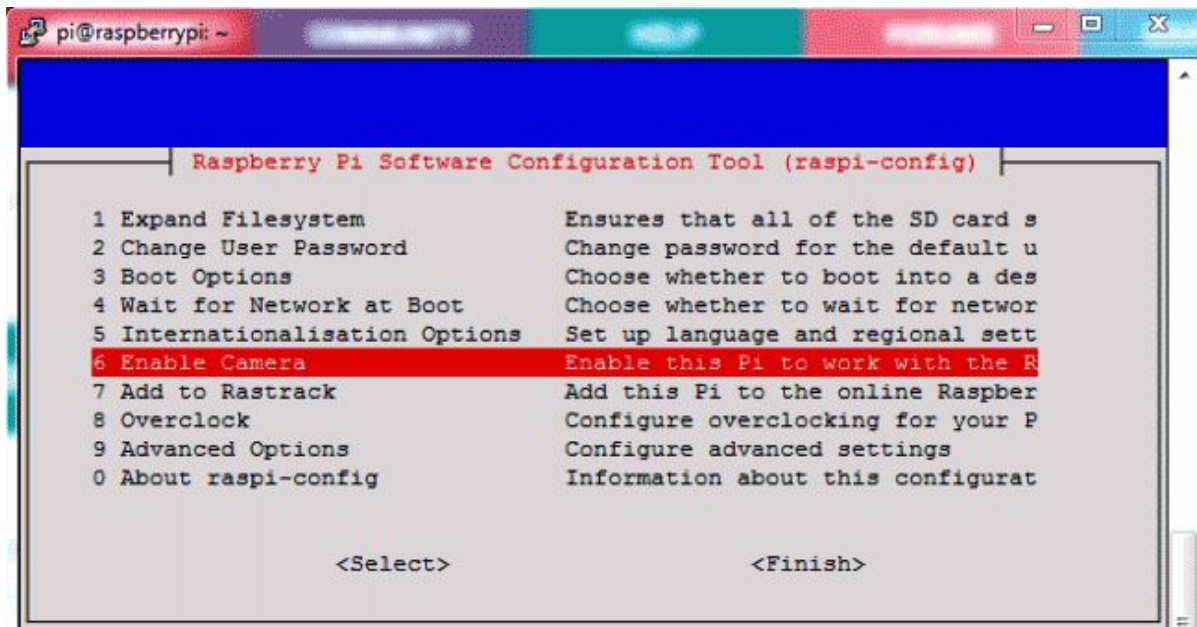 pi@raspberrypi: ~
Raspberry Pi Software Configuration Tool (raspi-config)
1 Expand Filesystem Ensures that all of the SD card s
2 Change User Password Change password for the default u
3 Boot Options Choose whether to boot into a des
4 Wait for Network at Boot Choose whether to wait for networ
5 Internationalisation Options Set up language and regional sett
6 Enable Camera Enable this Pi to work with the R
7 Add to Rastrack Add this Pi to the online Raspber
8 Overclock Configure overclocking for your P
9 Advanced Options Configure advanced settings
0 About raspi-config Information about this configurat
<Select> <Finish>